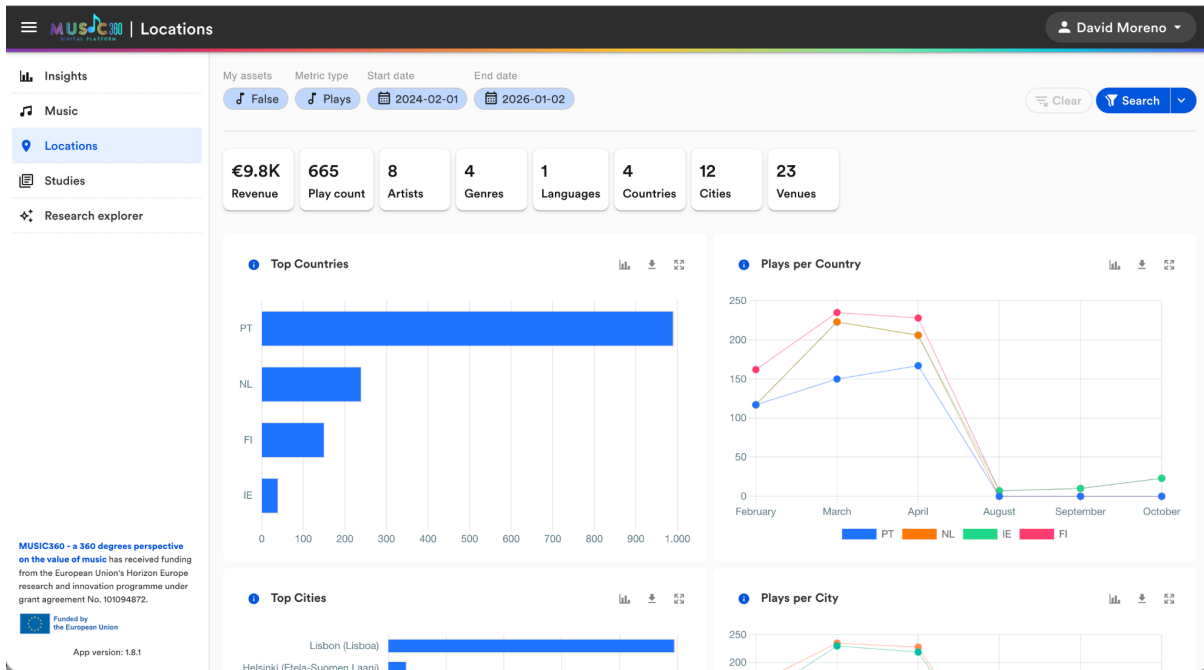 MUSIC360
DIGITAL PLATFORM
| Locations
David Moreno
Insights
Music
Locations
Studies
Research explorer
My assets
Metric type
Start date
End date
False
Plays
2024-02-01
2026-01-02
Clear
Search
€9.8K
Revenue
665
Play count
8
Artists
4
Genres
1
Languages
4
Countries
12
Cities
23
Venues
Top Countries
PT
NL
FI
IE
0 100 200 300 400 500 600 700 800 900 1.000
Plays per Country
250
200
150
100
50
0
February March April August September October
PT NL IE FI
MUSIC360 - a 360 degrees perspective
on the value of music has received funding
from the European Union's Horizon Europe
research and innovation programme under
grant agreement No. 101094872.
Funded by
the European Union
App version: 1.8.1
Top Cities
Lisbon (Lisboa)
Helsinki (Etela-Suomen Laani)
Plays per City
250
200